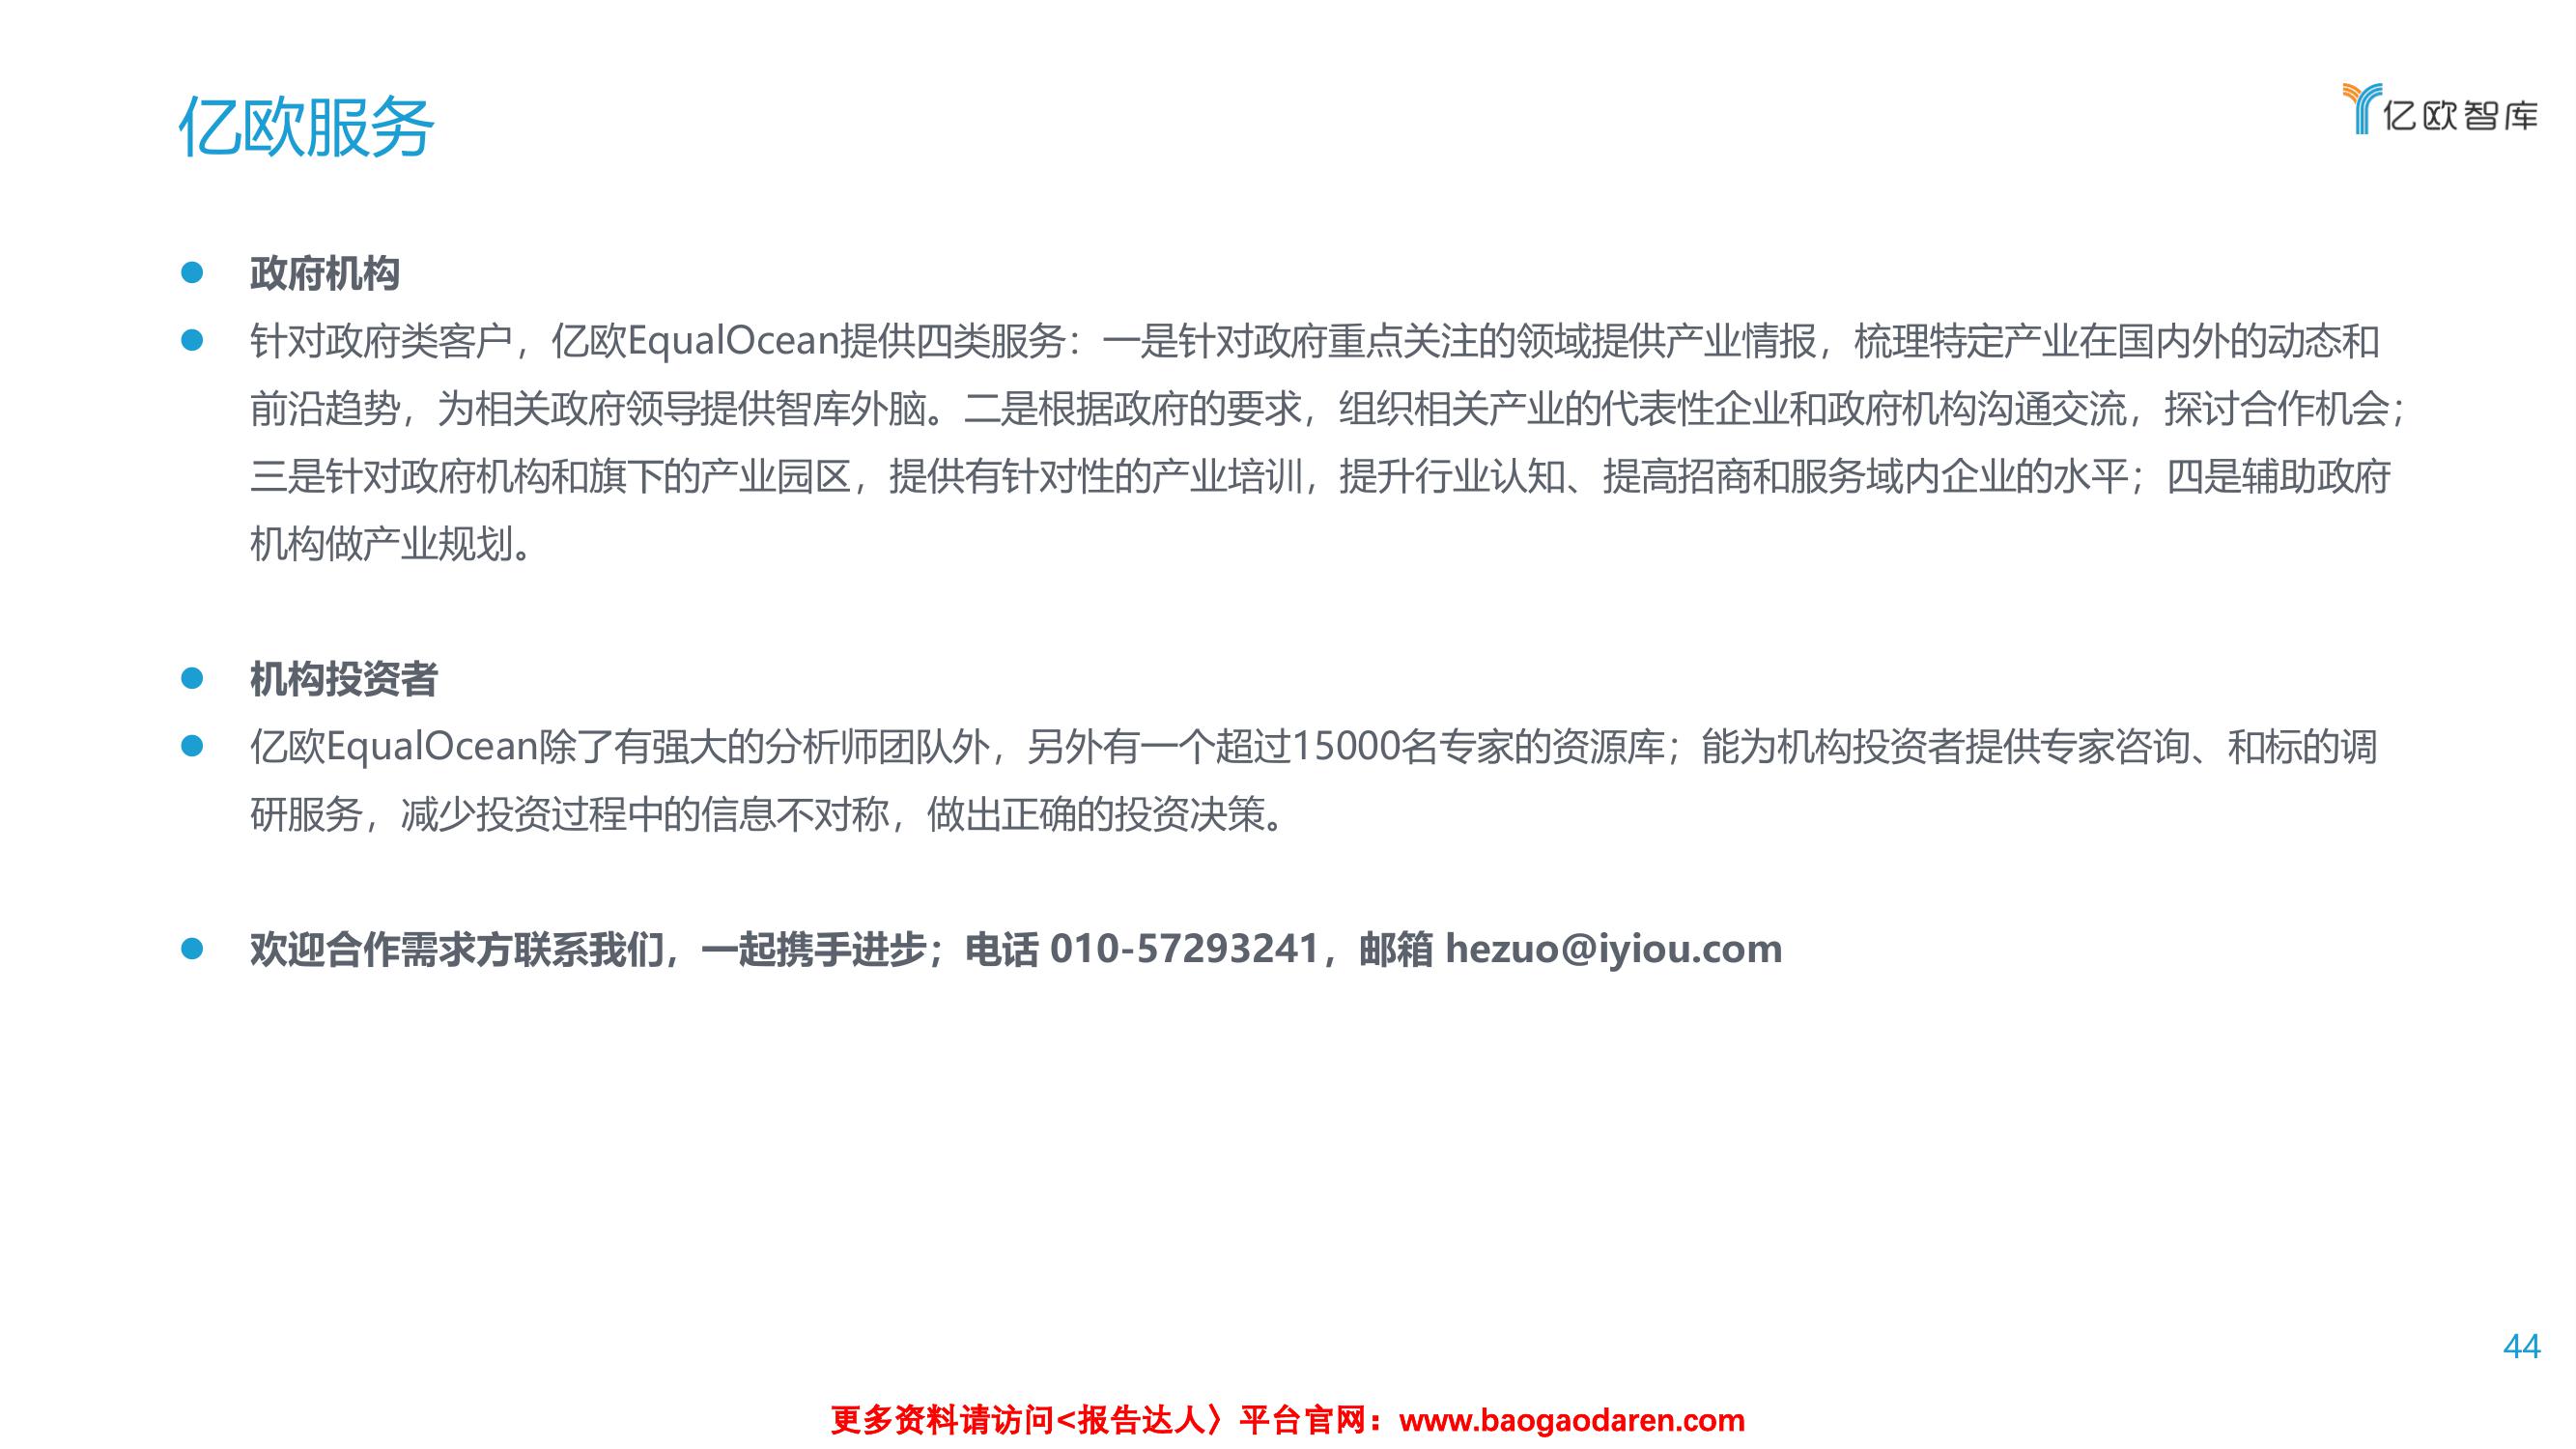 亿欧服务
亿欧智库
政府机构
针对政府类客户，亿欧EqualOcean提供四类服务：一是针对政府重点关注的领域提供产业情报，梳理特定产业在国内外的动态和
前沿趋势，为相关政府领导提供智库外脑。二是根据政府的要求，组织相关产业的代表性企业和政府机构沟通交流，探讨合作机会；
三是针对政府机构和旗下的产业园区，提供有针对性的产业培训，提升行业认知、提高招商和服务域内企业的水平；四是辅助政府
机构做产业规划。
机构投资者
亿欧EqualOcean除了有强大的分析师团队外，另外有一个超过15000名专家的资源库；能为机构投资者提供专家咨询、和标的调
研服务，减少投资过程中的信息不对称，做出正确的投资决策。
欢迎合作需求方联系我们，一起携手进步；电话 010-57293241，邮箱 hezuo@iyiou.com
44
更多资料请访问<报告达人〉平台官网：www.baogaodaren.com